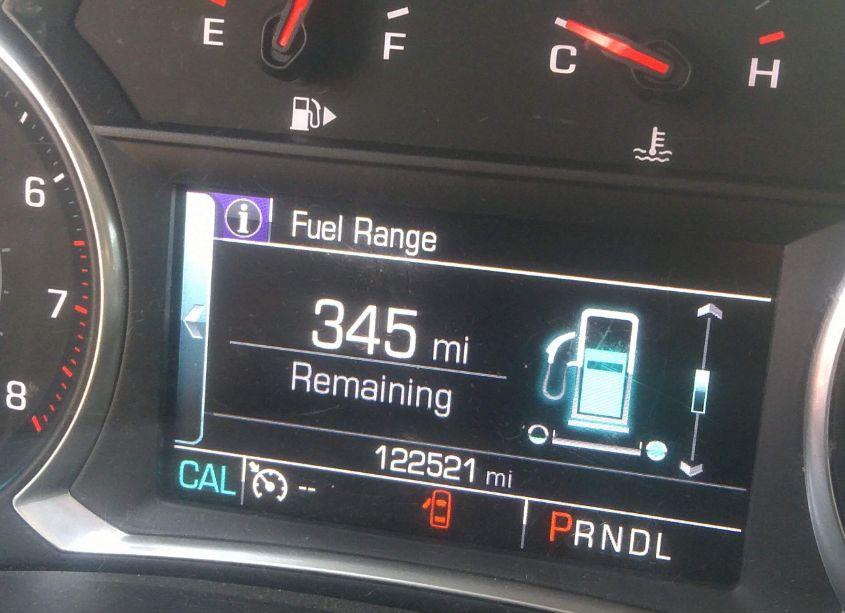 E F C H
6
7
8
i Fuel Range
345 mi
Remaining
122521 mi
CAL --
PRNDL